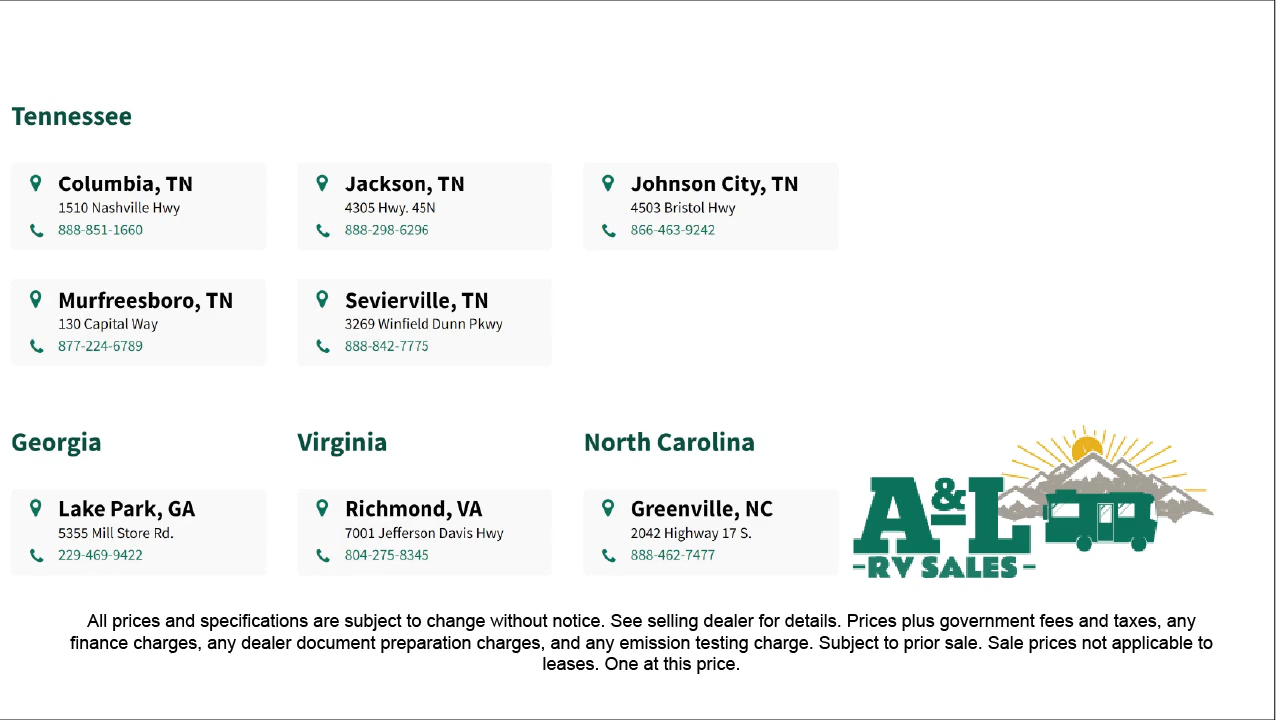 Tennessee
Columbia, TN
1510 Nashville Hwy
888-851-1660
Jackson, TN
4305 Hwy. 45N
888-298-6296
Johnson City, TN
4503 Bristol Hwy
866-463-9242
Murfreesboro, TN
130 Capital Way
877-224-6789
Sevierville, TN
3269 Winfield Dunn Pkwy
888-842-7775
Georgia
Lake Park, GA
5355 Mill Store Rd.
229-469-9422
Virginia
Richmond, VA
7001 Jefferson Davis Hwy
804-275-8345
North Carolina
Greenville, NC
2042 Highway 17 S.
888-462-7477
A&L
-RV SALES-
All prices and specifications are subject to change without notice. See selling dealer for details. Prices plus government fees and taxes, any
finance charges, any dealer document preparation charges, and any emission testing charge. Subject to prior sale. Sale prices not applicable to
leases. One at this price.